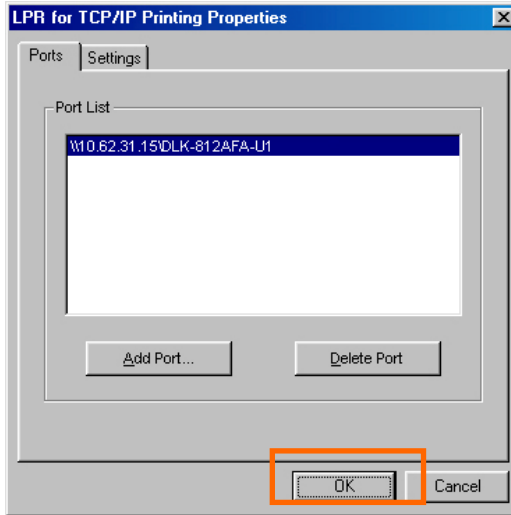 LPR for TCP/IP Printing Properties
Ports Settings
Port List
\\10.62.31.15\DLK-812AFA-U1
Add Port... Delete Port
OK Cancel